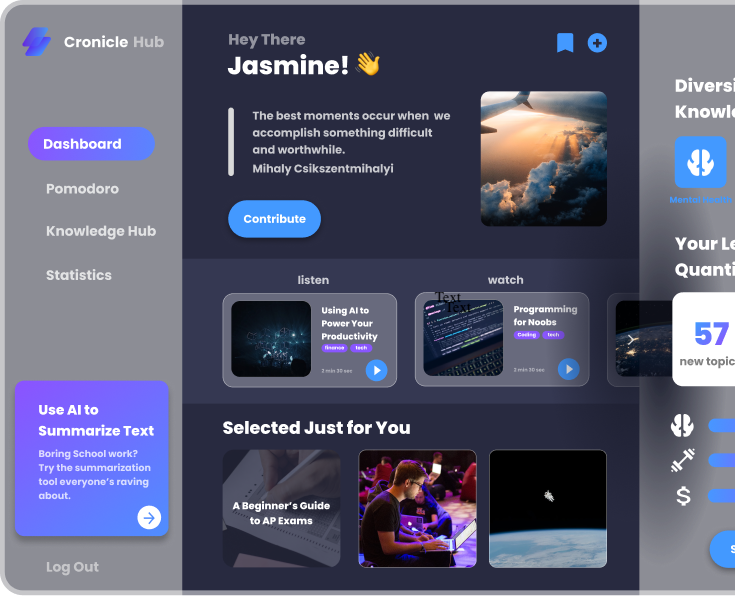 Cronicle Hub
Dashboard
Pomodoro
Knowledge Hub
Statistics
Use AI to
Summarize Text
Boring School work?
Try the summarization
tool everyone's raving
about.
Log Out
Hey There
Jasmine!
The best moments occur when we
accomplish something difficult
and worthwhile.
Mihaly Csikszentmihalyi
Contribute
listen
Using AI to
Power Your
Productivity
finance tech
2 min 30 sec
watch
Text
Text
Programming
for Noobs
Coding tech
2 min 30 sec
Selected Just for You
A Beginner's Guide
to AP Exams
Diversi
Knowle
Your Le
Quanti
57
new topic
$
S